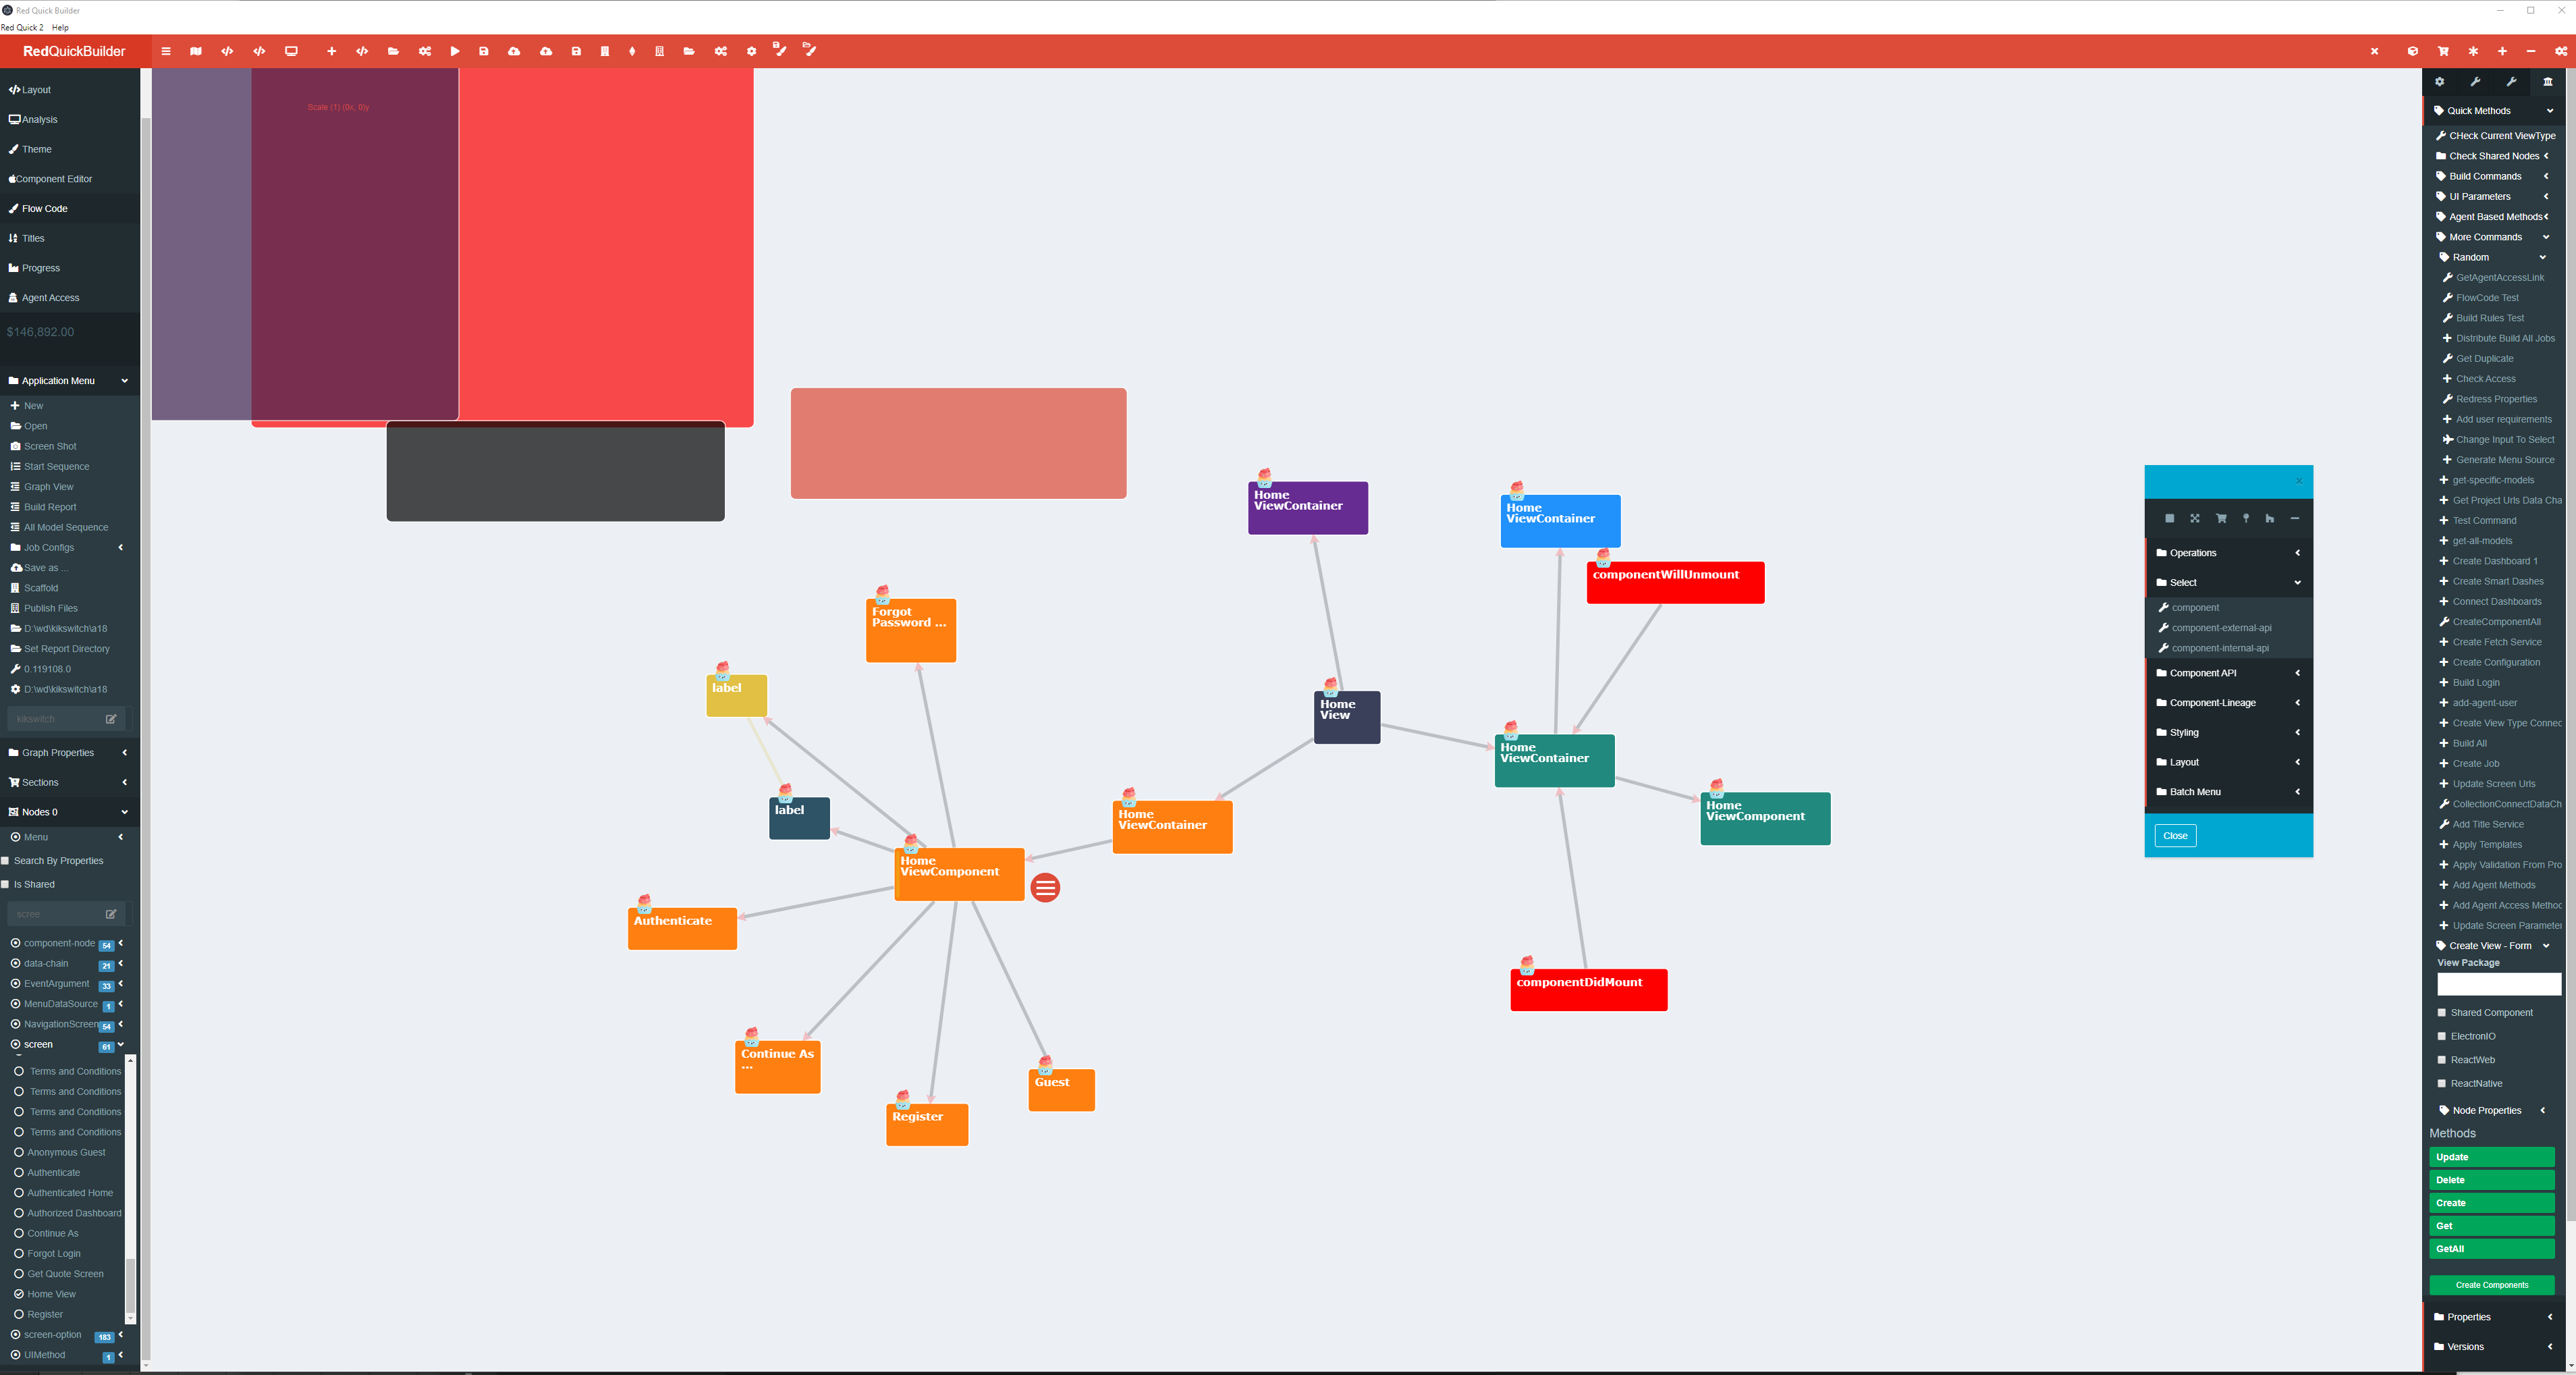 Red Quick Builder
Red Quick 2 Help
RedQuickBuilder
Layout
Analysis
Theme
Component Editor
Flow Code
Titles
Progress
Agent Access
$146,892.00
Application Menu
New
Open
Screen Shot
Start Sequence
Graph View
Build Report
All Model Sequence
Job Configs
Save as ...
Scaffold
Publish Files
D:\wd\kikswitch\a18
Set Report Directory
0.119108.0
D:\wd\kikswitch\a18
kikswitch
Graph Properties
Sections
Nodes 0
Menu
Search By Properties
Is Shared
scree
component-node 54
data-chain 21
EventArgument 33
MenuDataSource 1
NavigationScreen 54
screen 61
Terms and Conditions
Terms and Conditions
Terms and Conditions
Terms and Conditions
Anonymous Guest
Authenticate
Authenticated Home
Authorized Dashboard
Continue As
Forgot Login
Get Quote Screen
Home View
Register
screen-option 183
UIMethod 1
Scale (1) (0x, 0)y
Home
ViewContainer
Home
ViewContainer
componentWillUnmount
Forgot
Password ...
label
Home
View
Home
ViewContainer
label
Home
ViewContainer
Home
ViewComponent
Home
ViewComponent
Authenticate
componentDidMount
Continue As
...
Guest
Register
Operations
Select
component
component-external-api
component-internal-api
Component API
Component-Lineage
Styling
Layout
Batch Menu
Close
Quick Methods
CHeck Current ViewType
Check Shared Nodes
Build Commands
UI Parameters
Agent Based Methods
More Commands
Random
GetAgentAccessLink
FlowCode Test
Build Rules Test
Distribute Build All Jobs
Get Duplicate
Check Access
Redress Properties
Add user requirements
Change Input To Select
Generate Menu Source
get-specific-models
Get Project Urls Data Cha
Test Command
get-all-models
Create Dashboard 1
Create Smart Dashes
Connect Dashboards
CreateComponentAll
Create Fetch Service
Create Configuration
Build Login
add-agent-user
Create View Type Connec
Build All
Create Job
Update Screen Urls
CollectionConnectDataCh
Add Title Service
Apply Templates
Apply Validation From Pro
Add Agent Methods
Add Agent Access Method
Update Screen Parameter
Create View - Form
View Package
Shared Component
ElectronIO
ReactWeb
ReactNative
Node Properties
Methods
Update
Delete
Create
Get
GetAll
Create Components
Properties
Versions